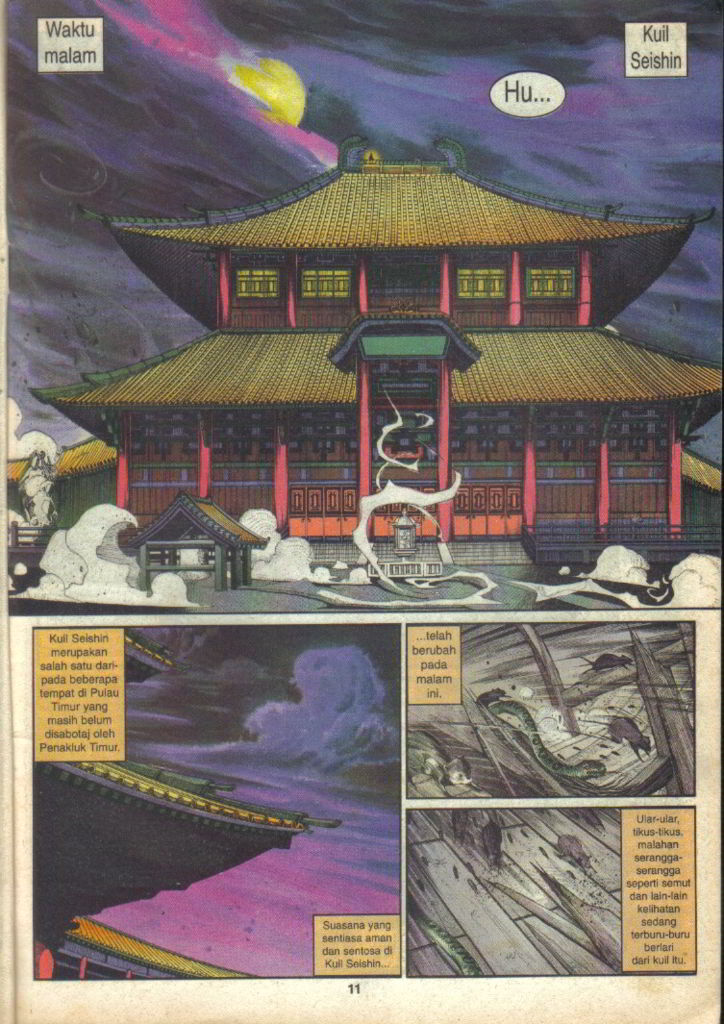 Waktu
malam
Kuil
Seishin
Hu...
Kuil Seishin
merupakan
salah satu dari-
pada beberapa
tempat di Pulau
Timur yang
masih belum
disabotaj oleh
Penakluk Timur.
Suasana yang
sentiasa aman
dan sentosa di
Kuil Seishin...
...telah
berubah
pada
malam
ini.
Ular-ular,
tikus-tikus,
malahan
serangga-
serangga
seperti semut
dan lain-lain
kelihatan
sedang
terburu-buru
berlari
dari kuil itu.
11